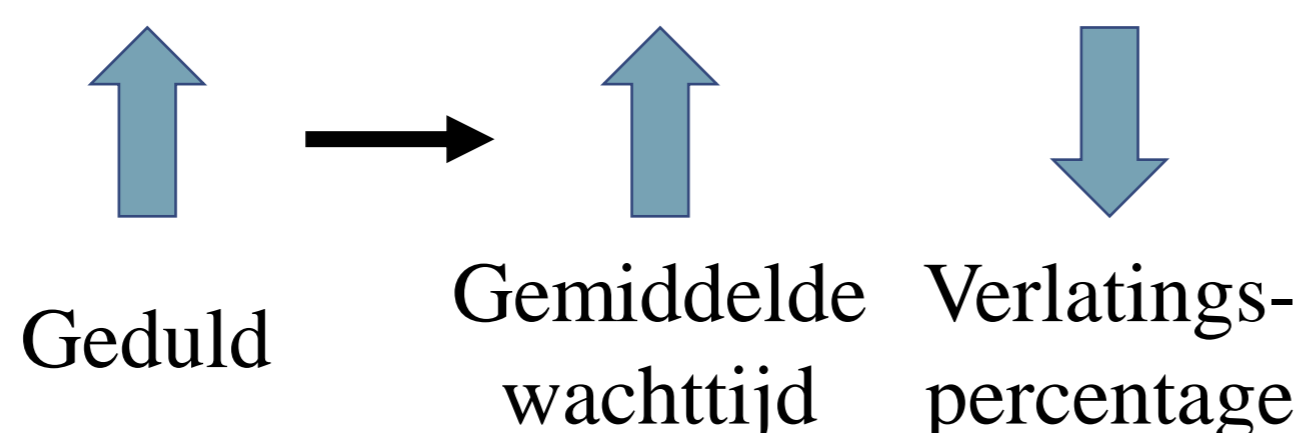 Geduld
Gemiddelde
wachttijd
Verlatings-
percentage